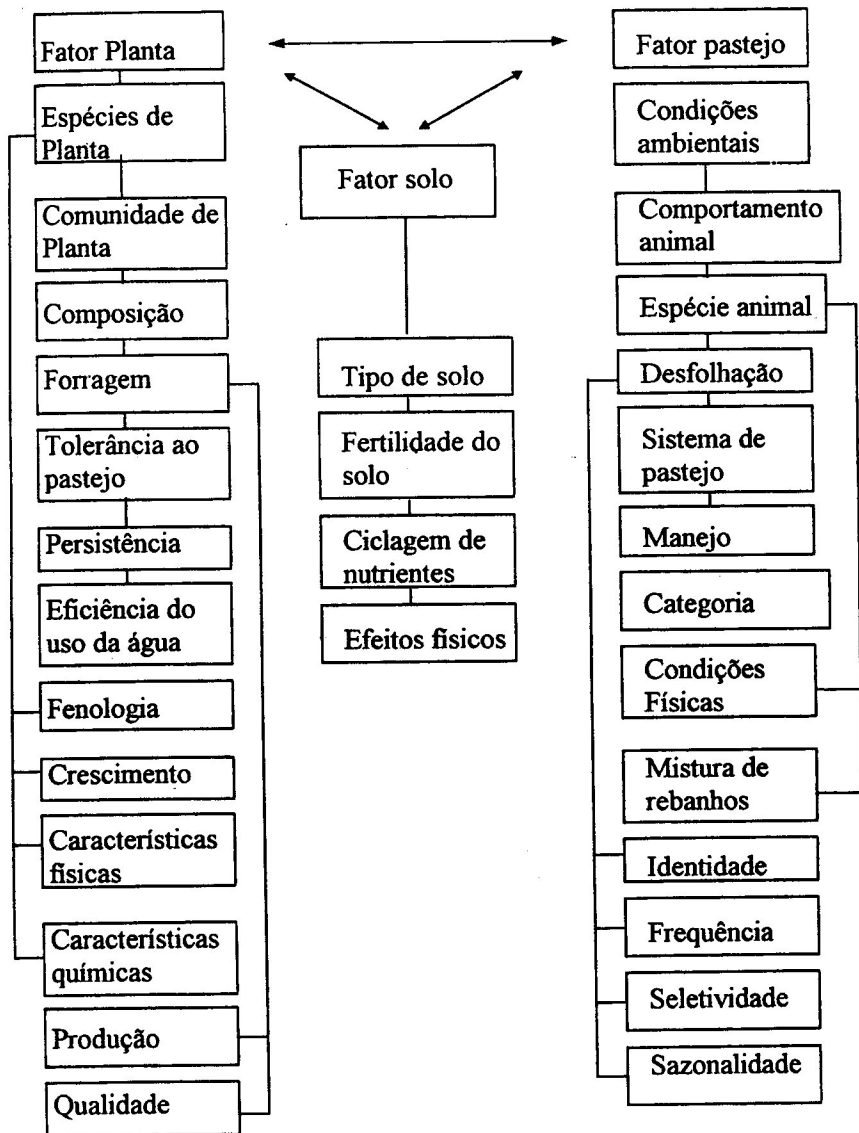 Fator Planta
Espécies de
Planta
Comunidade de
Planta
Composição
Forragem
Tolerância ao
pastejo
Persistência
Eficiência do
uso da água
Fenologia
Crescimento
Características
físicas
Características
químicas
Produção
Qualidade
Fator solo
Tipo de solo
Fertilidade do
solo
Ciclagem de
nutrientes
Efeitos físicos
Fator pastejo
Condições
ambientais
Comportamento
animal
Espécie animal
Desfolhação
Sistema de
pastejo
Manejo
Categoria
Condições
Físicas
Mistura de
rebanhos
Identidade
Frequência
Seletividade
Sazonalidade